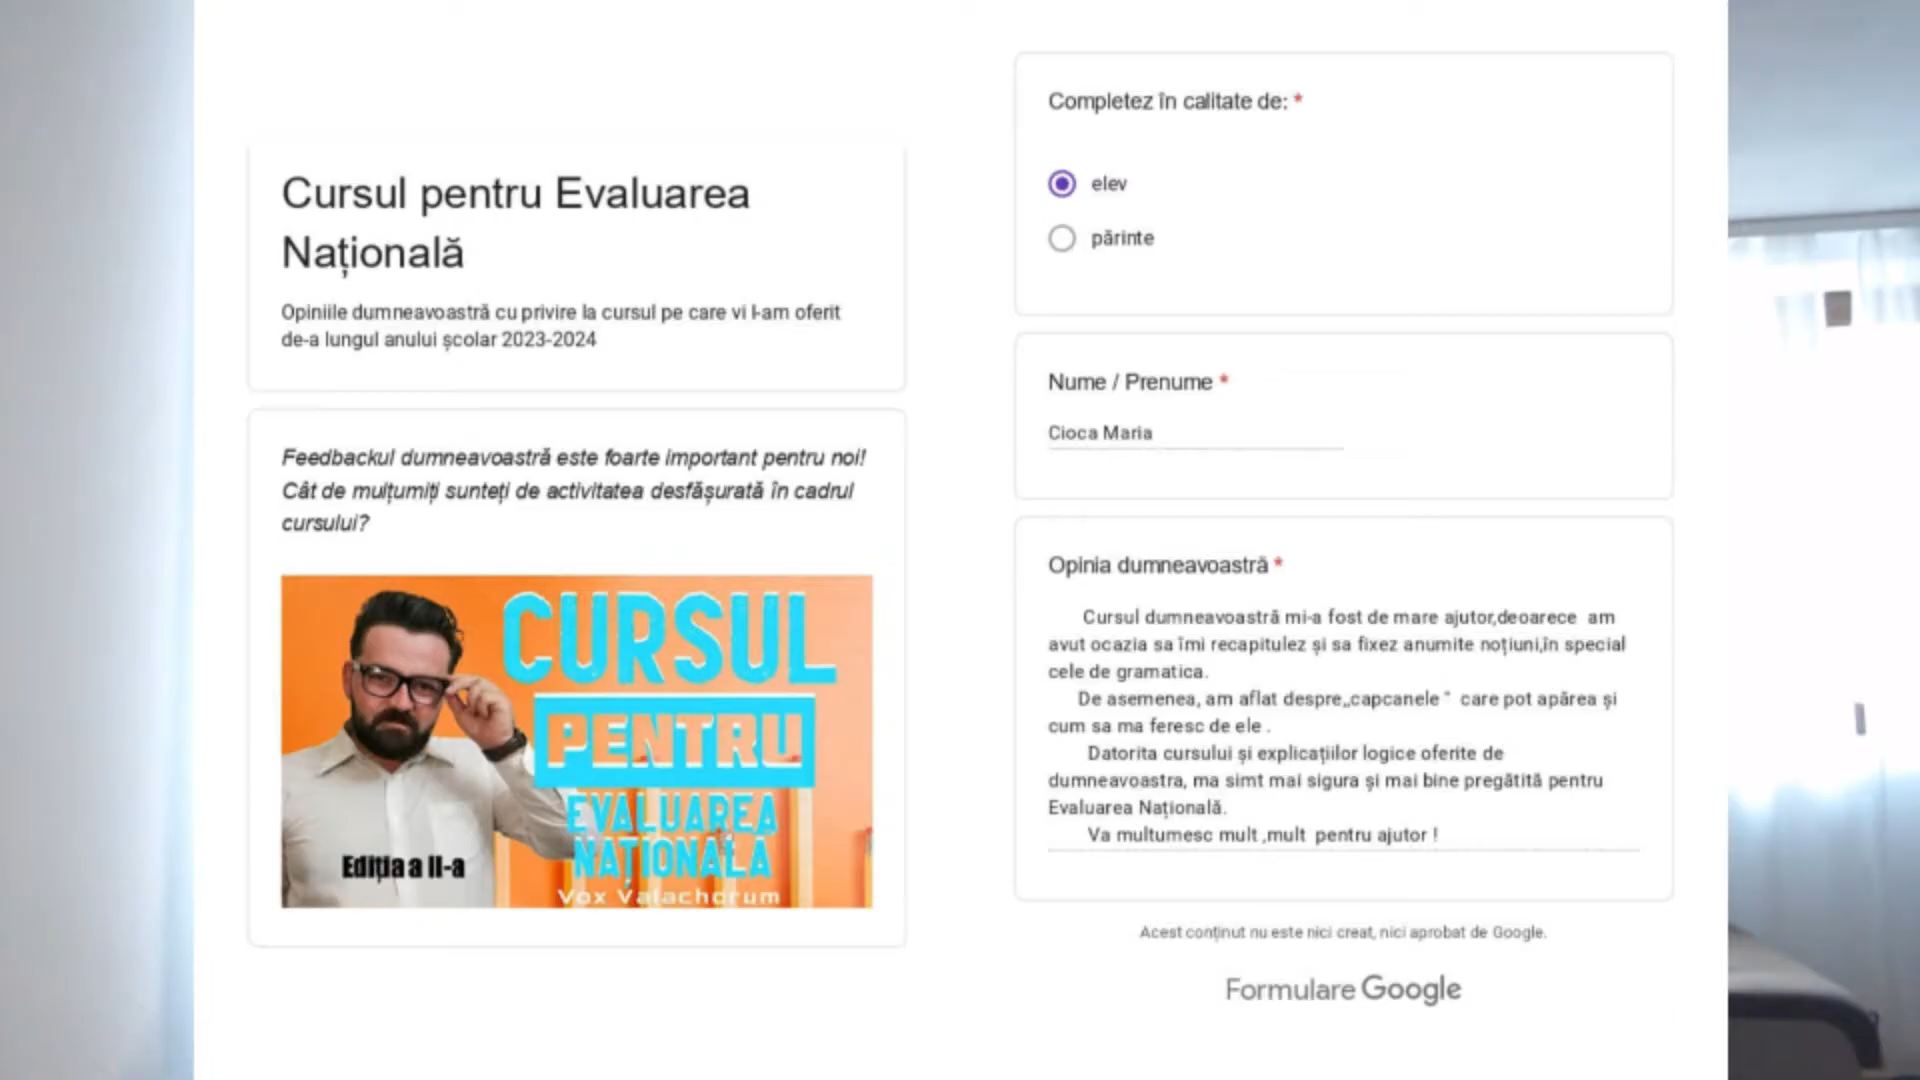 Cursul pentru Evaluarea
Națională
Opiniile dumneavoastră cu privire la cursul pe care vi l-am oferit
de-a lungul anului școlar 2023-2024
Feedbackul dumneavoastră este foarte important pentru noi!
Cât de mulțumiți sunteți de activitatea desfășurată în cadrul
cursului?
CURSUL
PENTRU
EVALUAREA
NAȚIONALA
Vox Valachorum
Ediția a II-a
Completez în calitate de: *
elev
părinte
Nume / Prenume *
Cioca Maria
Opinia dumneavoastră *
Cursul dumneavoastră mi-a fost de mare ajutor,deoarece am
avut ocazia sa îmi recapitulez și sa fixez anumite noțiuni,în special
cele de gramatica.
De asemenea, am aflat despre,,capcanele " care pot apărea și
cum sa ma feresc de ele .
Datorita cursului și explicațiilor logice oferite de
dumneavoastra, ma simt mai sigura și mai bine pregătită pentru
Evaluarea Națională.
Va multumesc mult ,mult pentru ajutor !
Acest conținut nu este nici creat, nici aprobat de Google.
Formulare Google